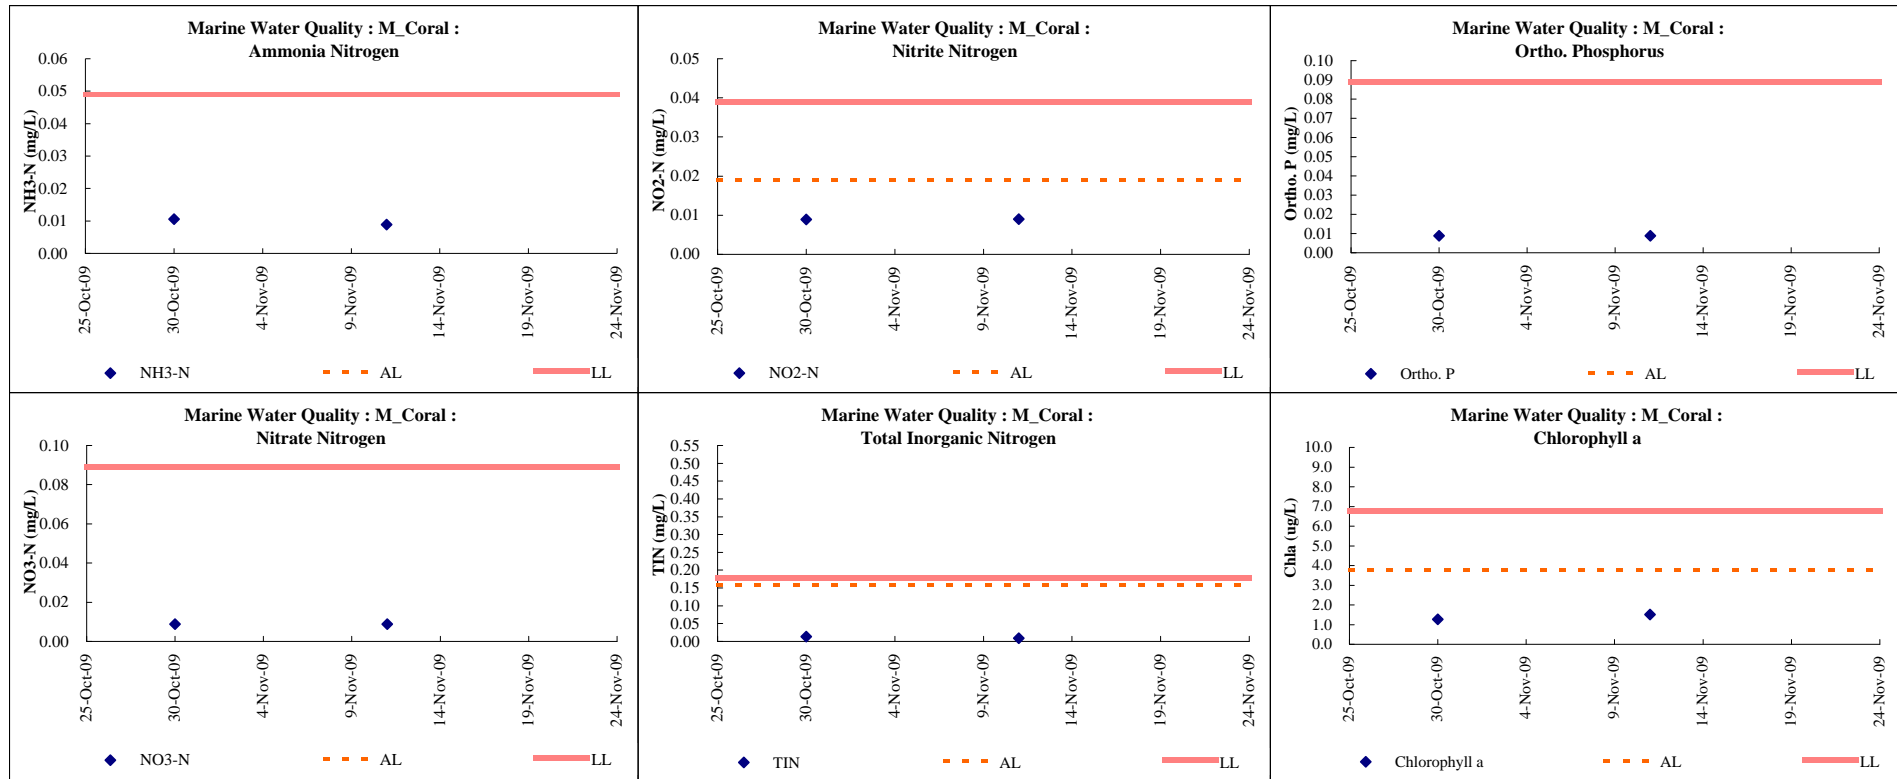 Marine Water Quality : M_Coral :
Ammonia Nitrogen
NH3-N (mg/L)
0.06
0.05
0.04
0.03
0.02
0.01
0.00
25-Oct-09
30-Oct-09
4-Nov-09
9-Nov-09
14-Nov-09
19-Nov-09
24-Nov-09
NH3-N AL LL
Marine Water Quality : M_Coral :
Nitrite Nitrogen
NO2-N (mg/L)
0.05
0.04
0.03
0.02
0.01
0.00
25-Oct-09
30-Oct-09
4-Nov-09
9-Nov-09
14-Nov-09
19-Nov-09
24-Nov-09
NO2-N AL LL
Marine Water Quality : M_Coral :
Ortho. Phosphorus
Ortho. P (mg/L)
0.10
0.09
0.08
0.07
0.06
0.05
0.04
0.03
0.02
0.01
0.00
25-Oct-09
30-Oct-09
4-Nov-09
9-Nov-09
14-Nov-09
19-Nov-09
24-Nov-09
Ortho. P AL LL
Marine Water Quality : M_Coral :
Nitrate Nitrogen
NO3-N (mg/L)
0.10
0.08
0.06
0.04
0.02
0.00
25-Oct-09
30-Oct-09
4-Nov-09
9-Nov-09
14-Nov-09
19-Nov-09
24-Nov-09
NO3-N AL LL
Marine Water Quality : M_Coral :
Total Inorganic Nitrogen
TIN (mg/L)
0.55
0.50
0.45
0.40
0.35
0.30
0.25
0.20
0.15
0.10
0.05
0.00
25-Oct-09
30-Oct-09
4-Nov-09
9-Nov-09
14-Nov-09
19-Nov-09
24-Nov-09
TIN AL LL
Marine Water Quality : M_Coral :
Chlorophyll a
Chla (ug/L)
10.0
9.0
8.0
7.0
6.0
5.0
4.0
3.0
2.0
1.0
0.0
25-Oct-09
30-Oct-09
4-Nov-09
9-Nov-09
14-Nov-09
19-Nov-09
24-Nov-09
Chlorophyll a AL LL